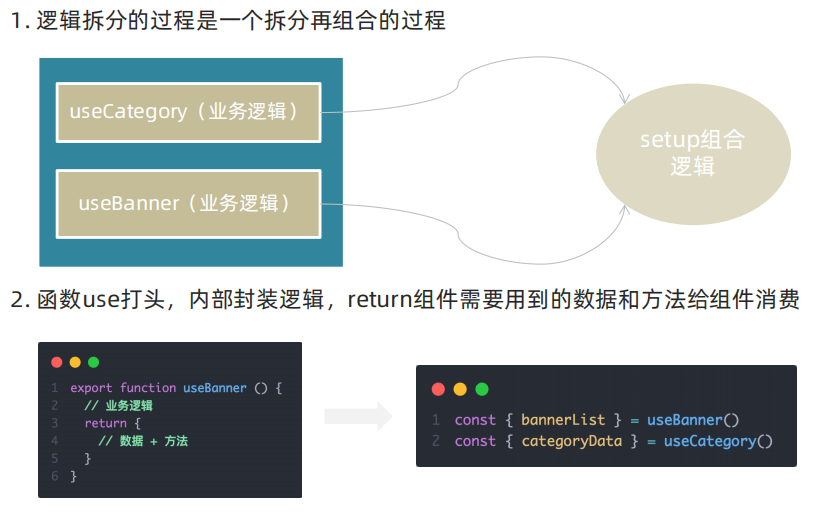 1. 逻辑拆分的过程是一个拆分再组合的过程
useCategory（业务逻辑）
useBanner（业务逻辑）
setup组合
逻辑
2. 函数use打头，内部封装逻辑，return组件需要用到的数据和方法给组件消费
1 export function useBanner () {
2 // 业务逻辑
3 return {
4 // 数据 + 方法
5 }
6 }
1 const { bannerList } = useBanner()
2 const { categoryData } = useCategory()